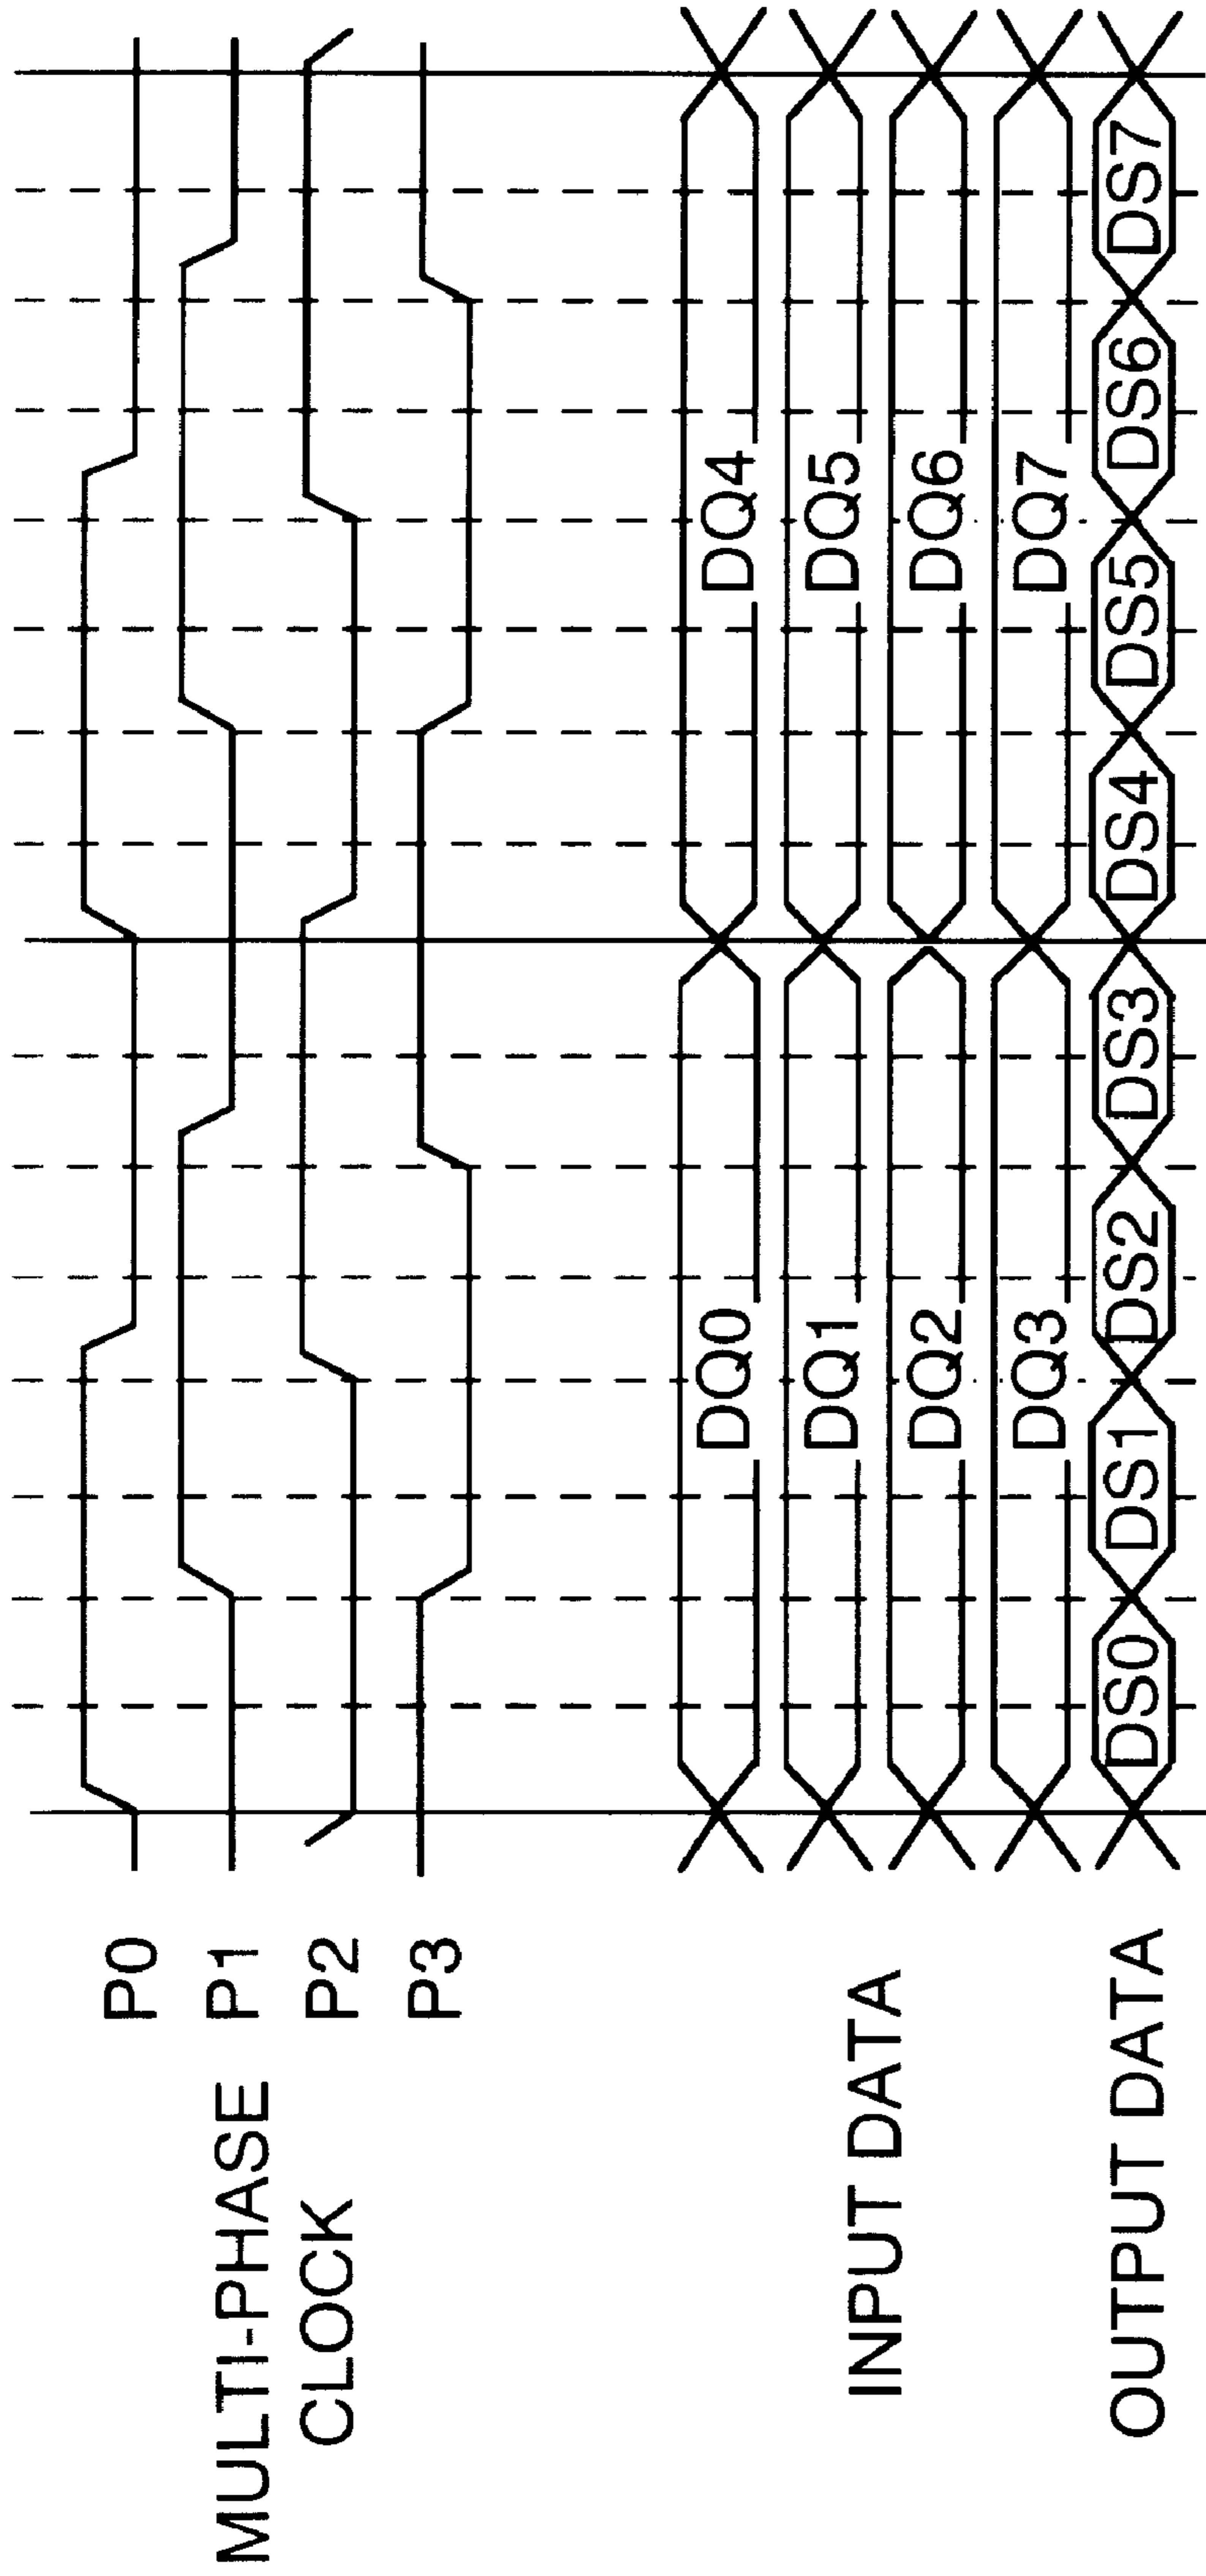 P0
MULTI-PHASE P1
CLOCK P2
P3
DQ0 DQ4
DQ1 DQ5
INPUT DATA DQ2 DQ6
DQ3 DQ7
OUTPUT DATA DS0 DS1 DS2 DS3 DS4 DS5 DS6 DS7